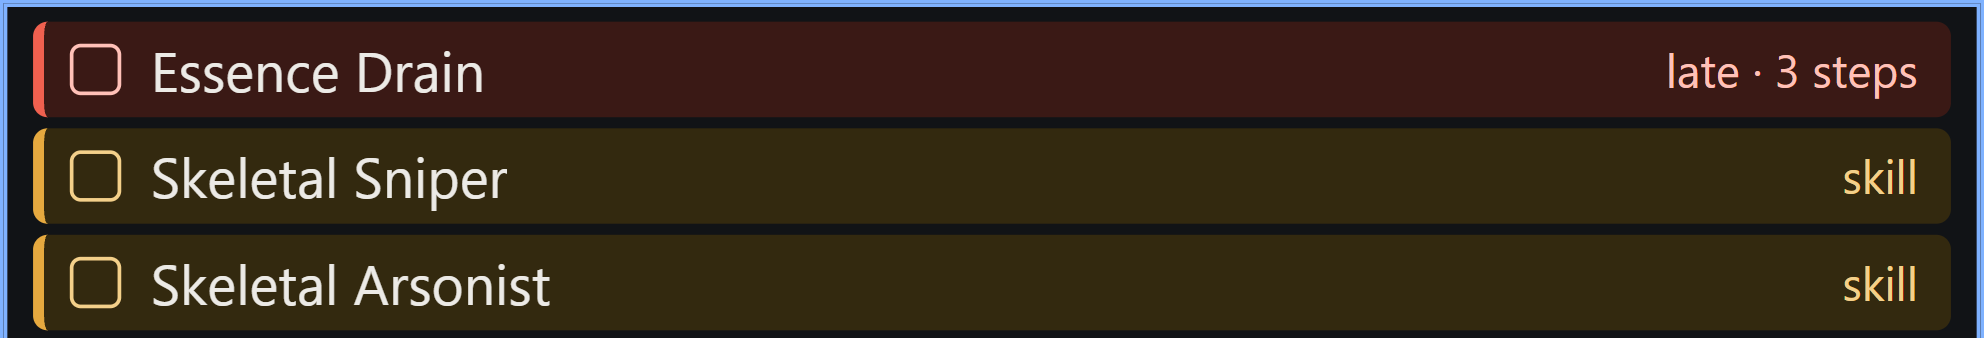 Essence Drain late · 3 steps
Skeletal Sniper skill
Skeletal Arsonist skill